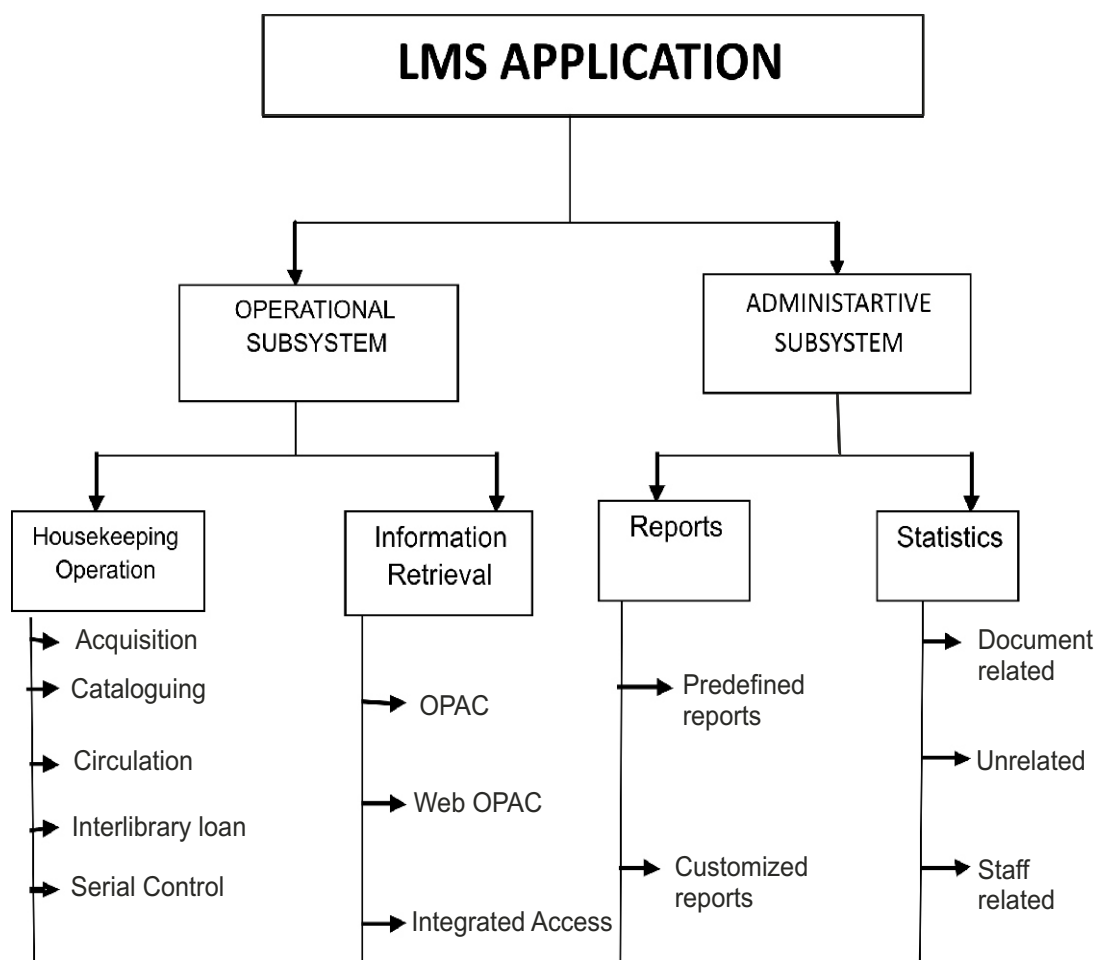 LMS APPLICATION
OPERATIONAL
SUBSYSTEM
ADMINISTARTIVE
SUBSYSTEM
Housekeeping
Operation
Acquisition
Cataloguing
Circulation
Interlibrary loan
Serial Control
Information
Retrieval
OPAC
Web OPAC
Integrated Access
Reports
Predefined
reports
Customized
reports
Statistics
Document
related
Unrelated
Staff
related